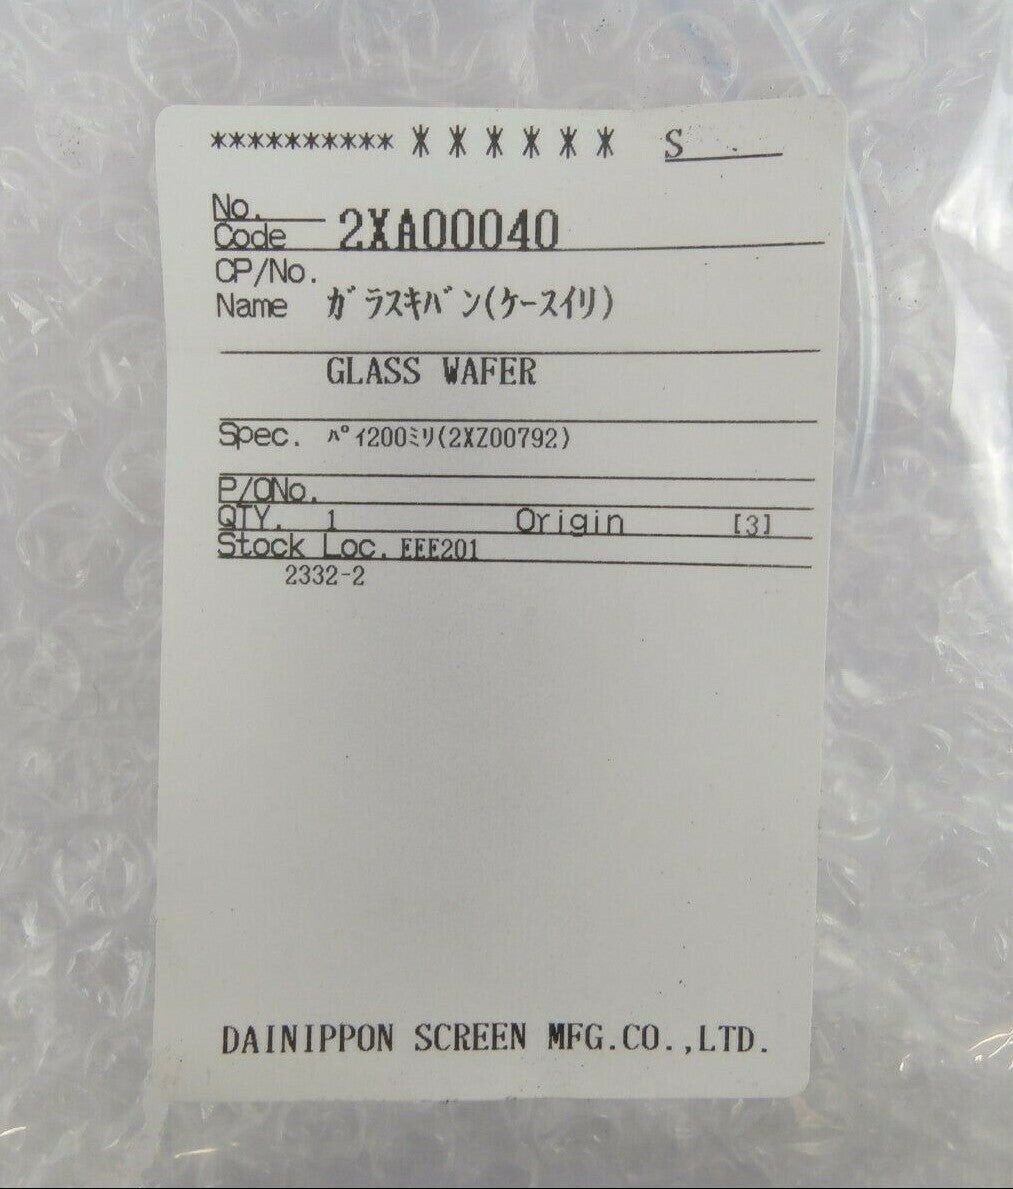 ********** ****** S
No.
Code 2XA00040
CP/No.
Name ガラスキバン(ケースイリ)
GLASS WAFER
Spec. パイ200ミリ(2XZ00792)
P/ONo.
QTY. 1 Origin [3]
Stock Loc. EEE201
2332-2
DAINIPPON SCREEN MFG.CO.,LTD.